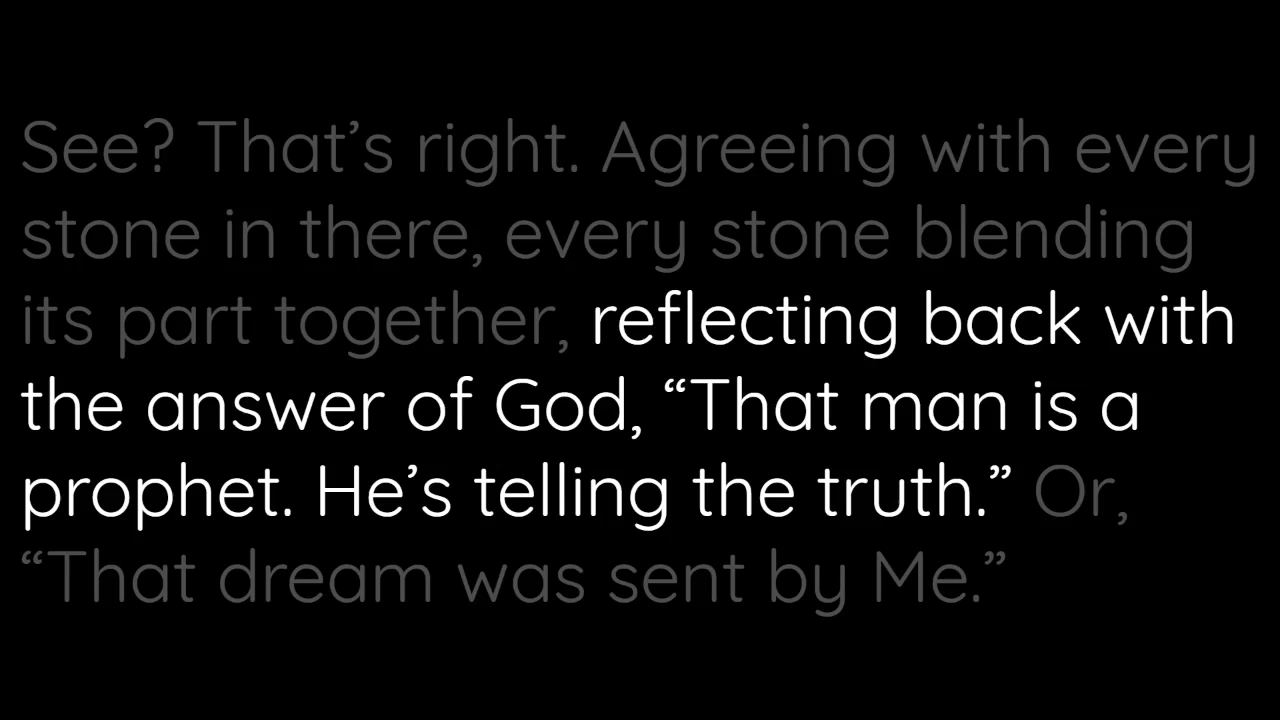 See? That’s right. Agreeing with every
stone in there, every stone blending
its part together, reflecting back with
the answer of God, “That man is a
prophet. He’s telling the truth.” Or,
“That dream was sent by Me.”